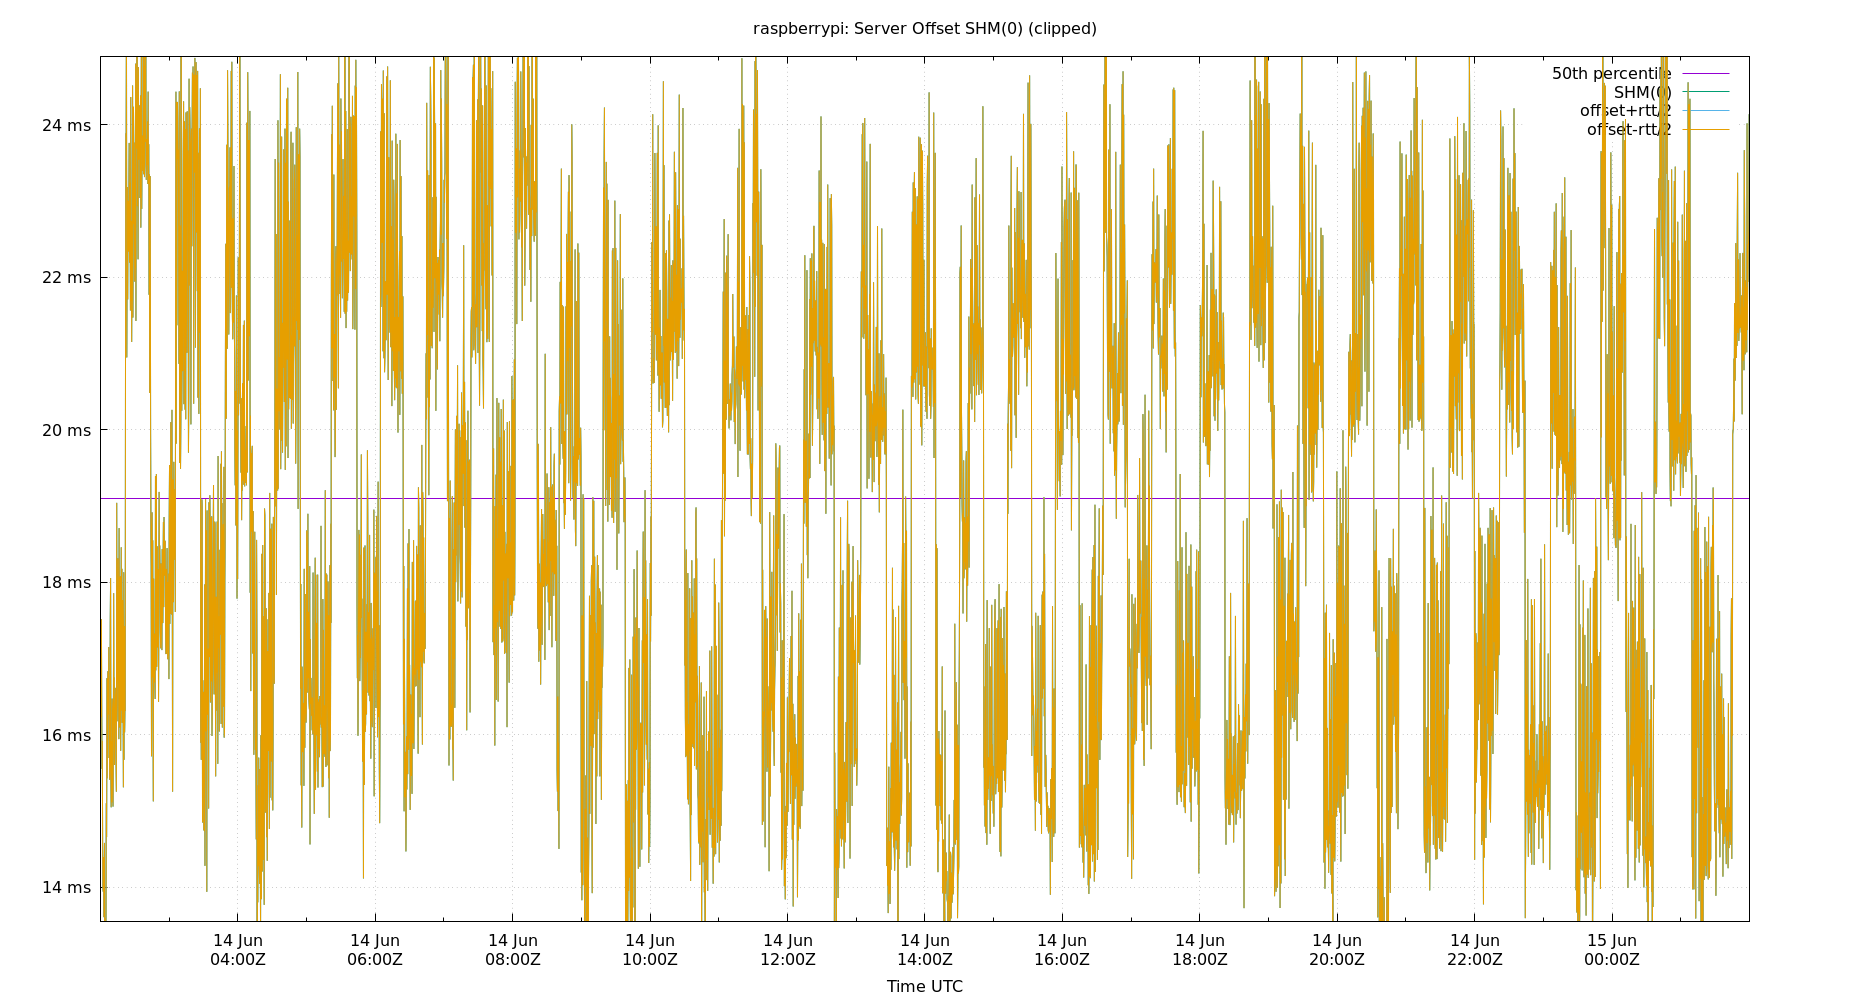 raspberrypi: Server Offset SHM(0) (clipped)
50th percentile
SHM(0)
offset+rtt/2
offset-rtt/2
24 ms
22 ms
20 ms
18 ms
16 ms
14 ms
14 Jun 14 Jun 14 Jun 14 Jun 14 Jun 14 Jun 14 Jun 14 Jun 14 Jun 14 Jun 15 Jun
04:00Z 06:00Z 08:00Z 10:00Z 12:00Z 14:00Z 16:00Z 18:00Z 20:00Z 22:00Z 00:00Z
Time UTC